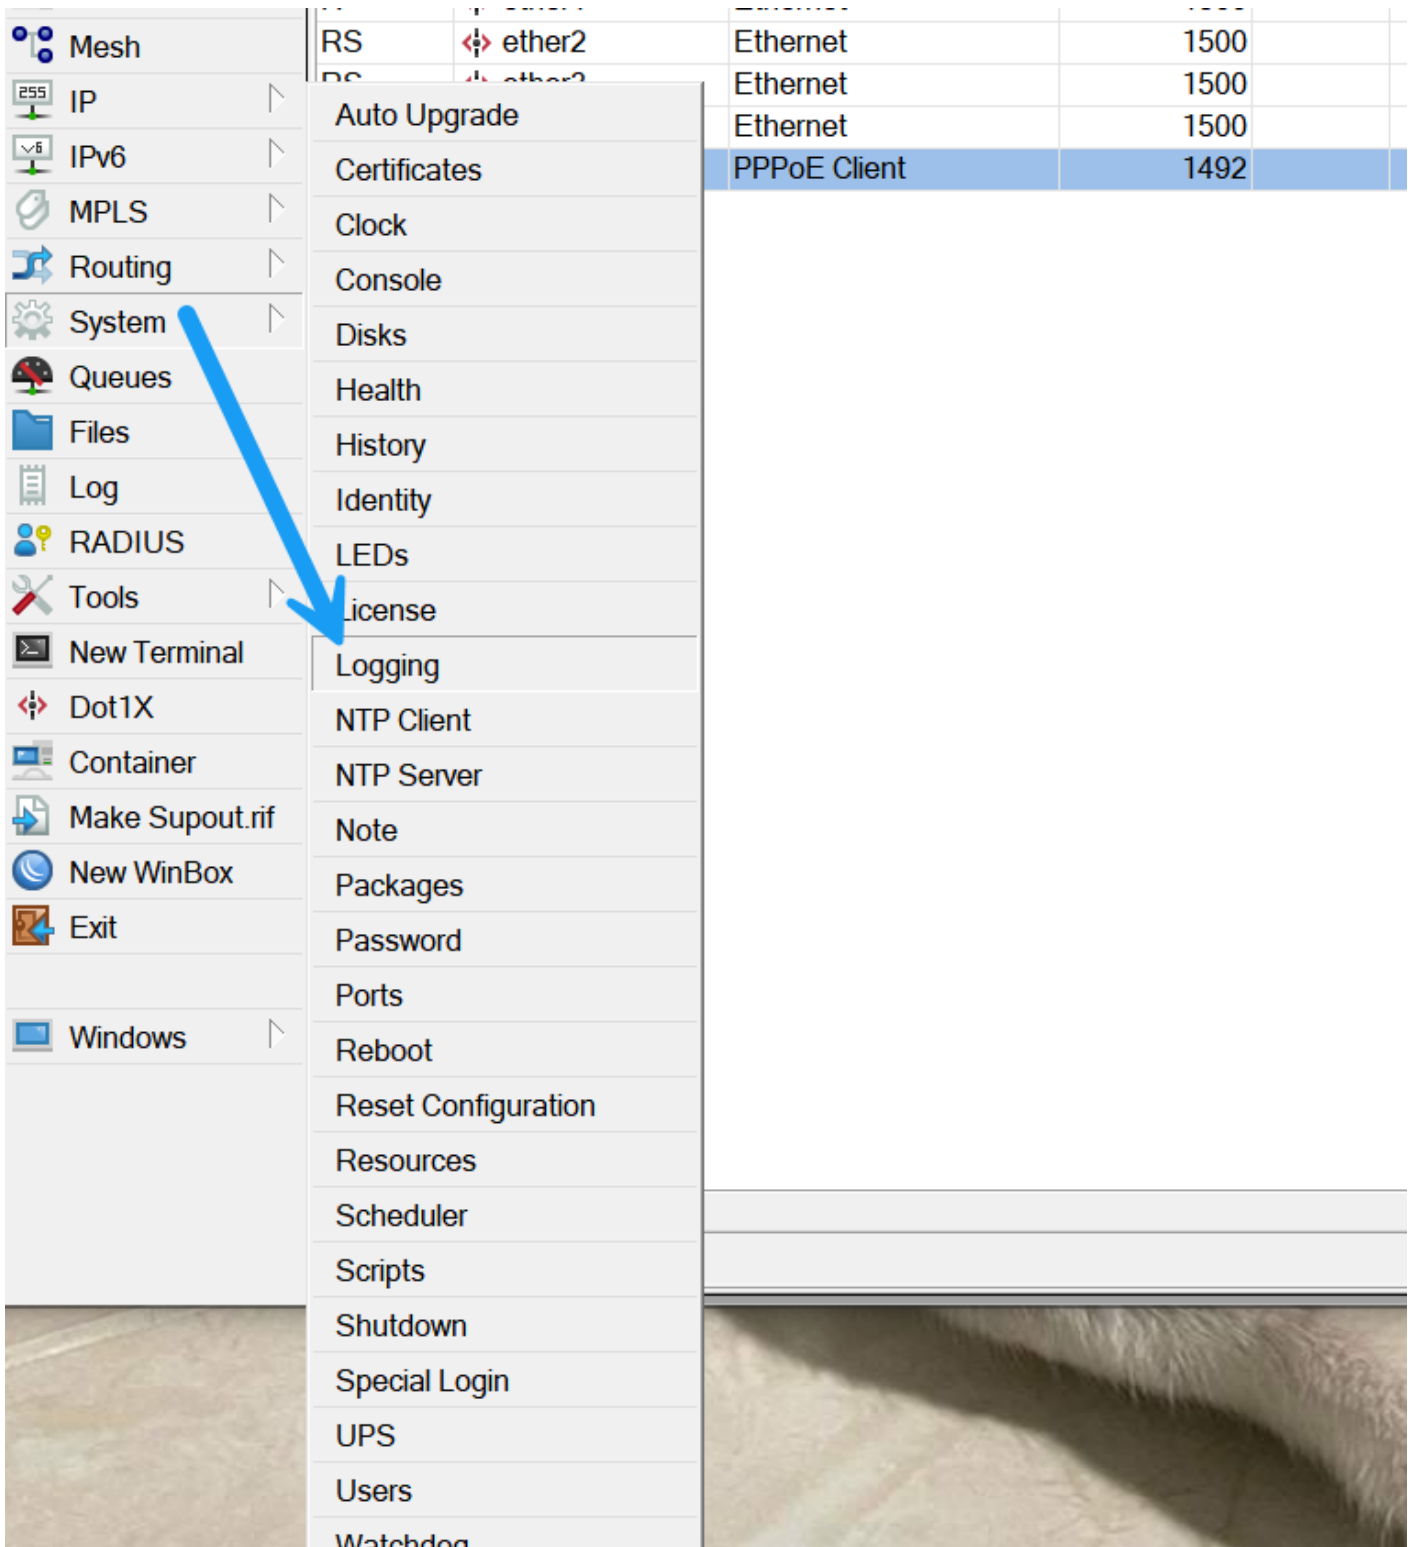 Mesh
IP
IPv6
MPLS
Routing
System
Queues
Files
Log
RADIUS
Tools
New Terminal
Dot1X
Container
Make Supout.rif
New WinBox
Exit
Windows
Auto Upgrade
Certificates
Clock
Console
Disks
Health
History
Identity
LEDs
License
Logging
NTP Client
NTP Server
Note
Packages
Password
Ports
Reboot
Reset Configuration
Resources
Scheduler
Scripts
Shutdown
Special Login
UPS
Users
Watchdog
RS ether2 Ethernet 1500
Ethernet 1500
Ethernet 1500
PPPoE Client 1492